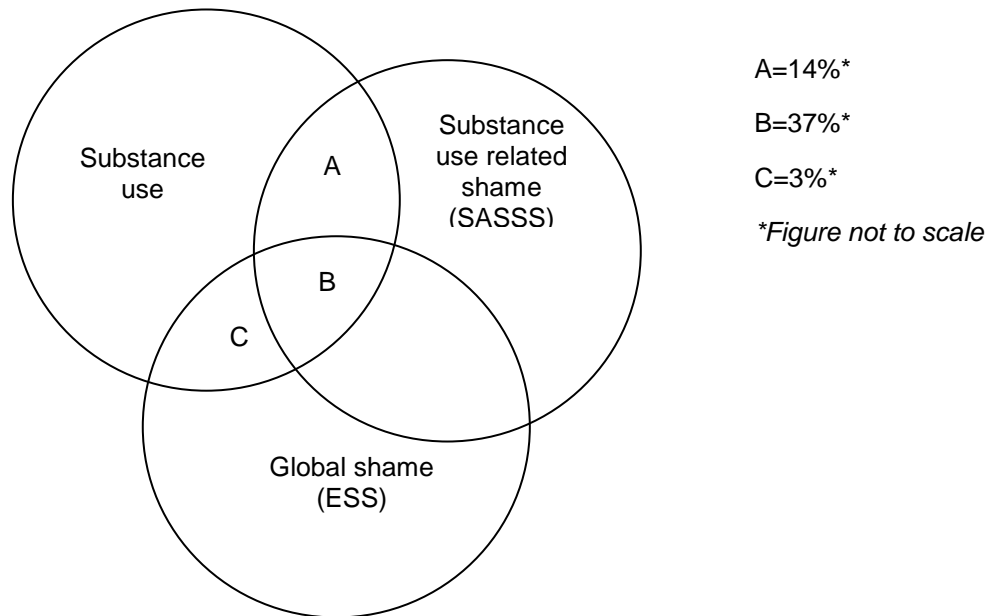 Substance
use
A
Substance
use related
shame
(SASSS)
B
C
Global shame
(ESS)
A=14%*
B=37%*
C=3%*
*Figure not to scale